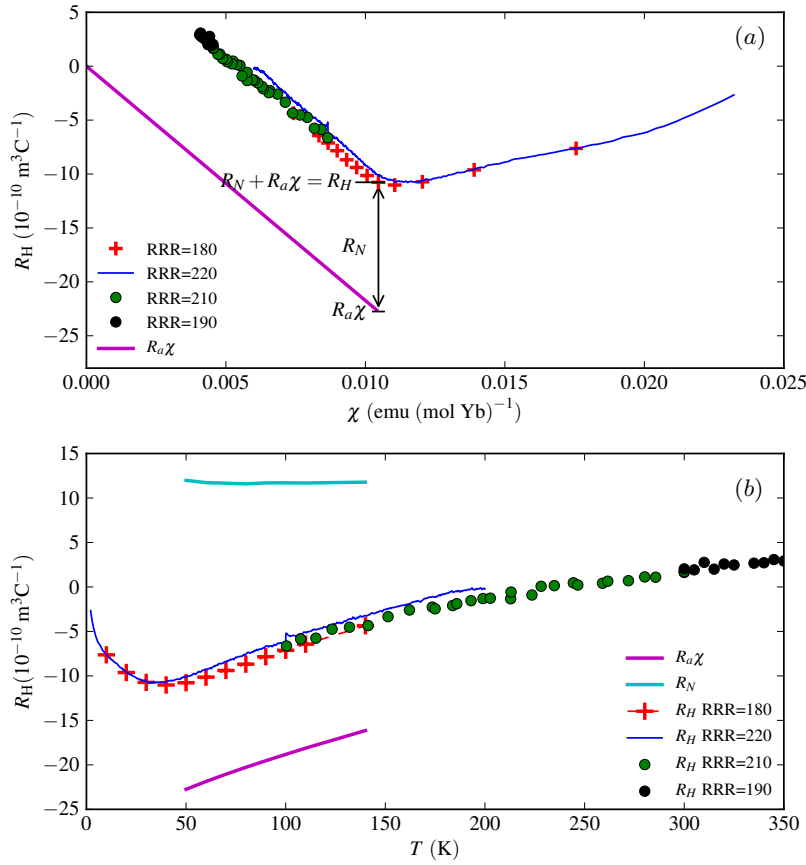 (a)
5
0
−5
−10
−15
−20
−25
R_H (10⁻¹⁰ m³C⁻¹)
R_N + R_aχ = R_H
R_N
R_aχ
RRR=180
RRR=220
RRR=210
RRR=190
R_aχ
0.000 0.005 0.010 0.015 0.020 0.025
χ (emu (mol Yb)⁻¹
(b)
15
10
5
0
−5
−10
−15
−20
−25
R_H(10⁻¹⁰ m³C⁻¹)
R_aχ
R_N
R_H RRR=180
R_H RRR=220
R_H RRR=210
R_H RRR=190
0 50 100 150 200 250 300 350
T (K)